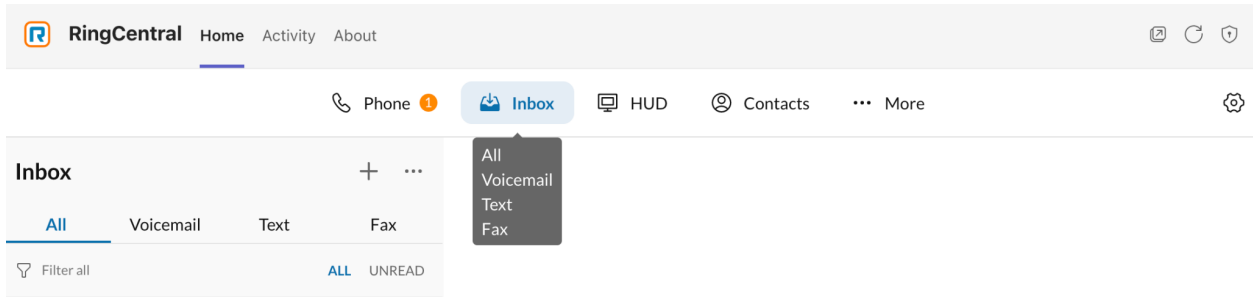 RingCentral Home Activity About
Phone 1 Inbox HUD Contacts ... More
Inbox
All Voicemail Text Fax
Filter all ALL UNREAD
All
Voicemail
Text
Fax